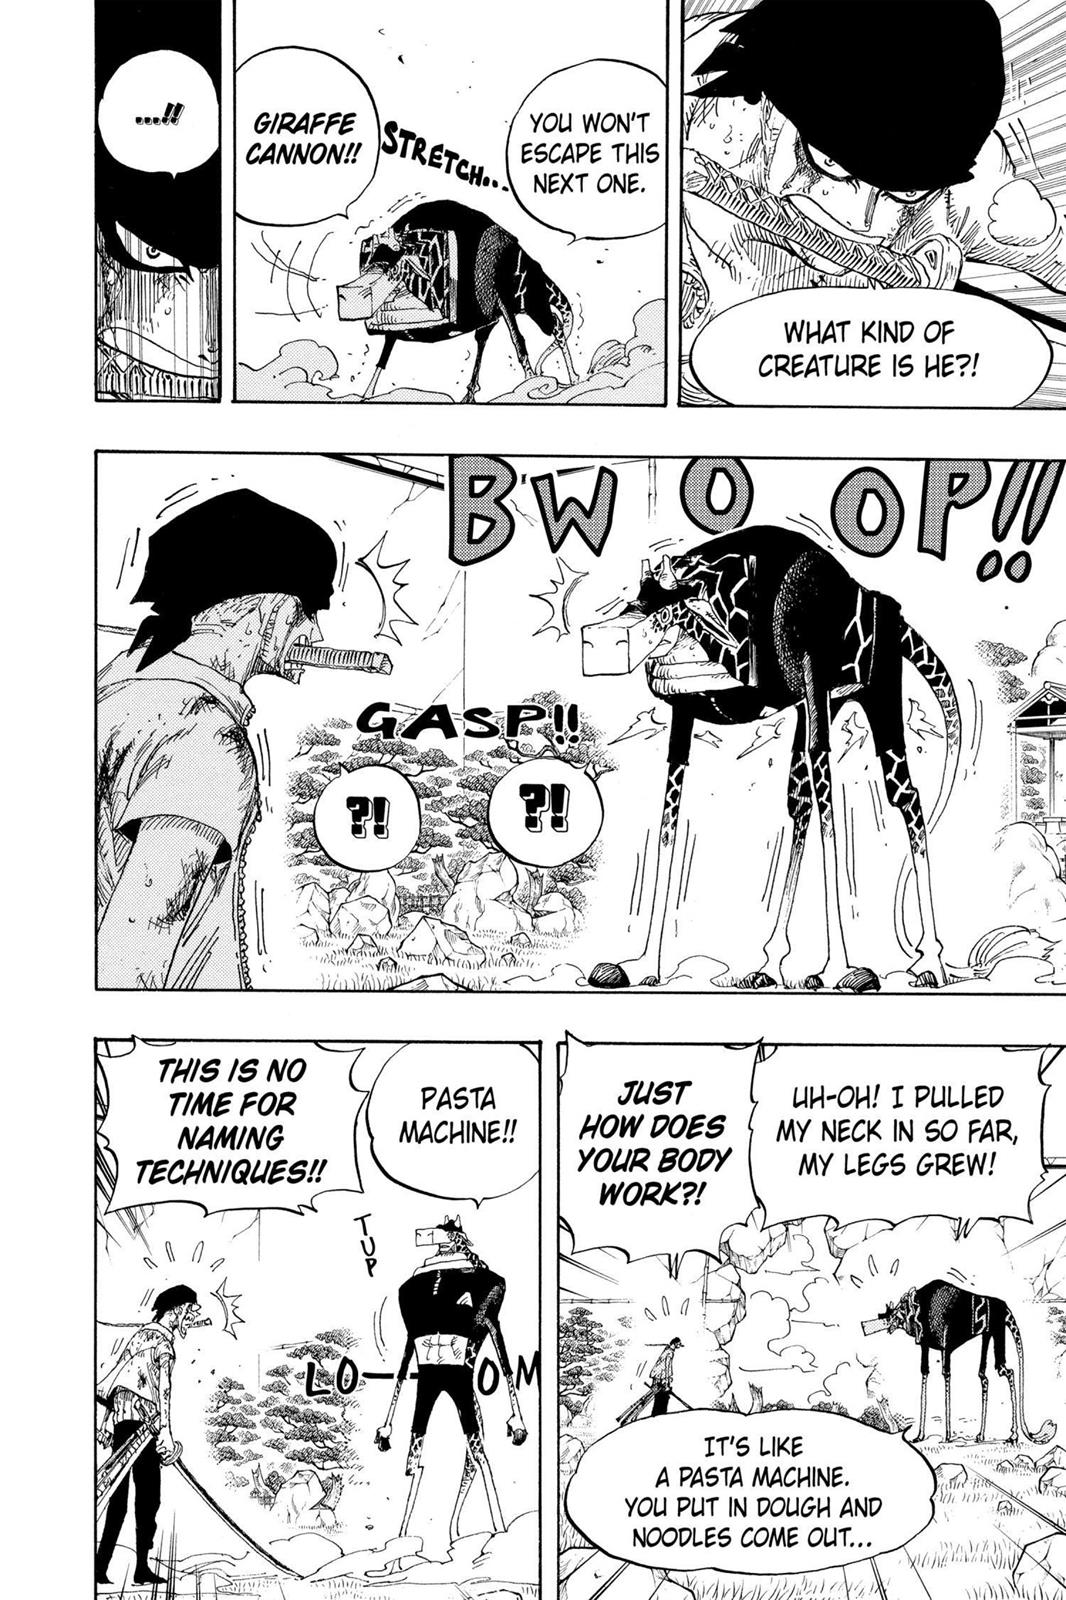 WHAT KIND OF
CREATURE IS HE?!
YOU WON'T
ESCAPE THIS
NEXT ONE.
STRETCH...
GIRAFFE
CANNON!!
...!!
BWOOP!!
GASP!!
?!
?!
UH-OH! I PULLED
MY NECK IN SO FAR,
MY LEGS GREW!
JUST
HOW DOES
YOUR BODY
WORK?!
IT'S LIKE
A PASTA MACHINE.
YOU PUT IN DOUGH AND
NOODLES COME OUT...
PASTA
MACHINE!!
TUP
LO--OM
THIS IS NO
TIME FOR
NAMING
TECHNIQUES!!